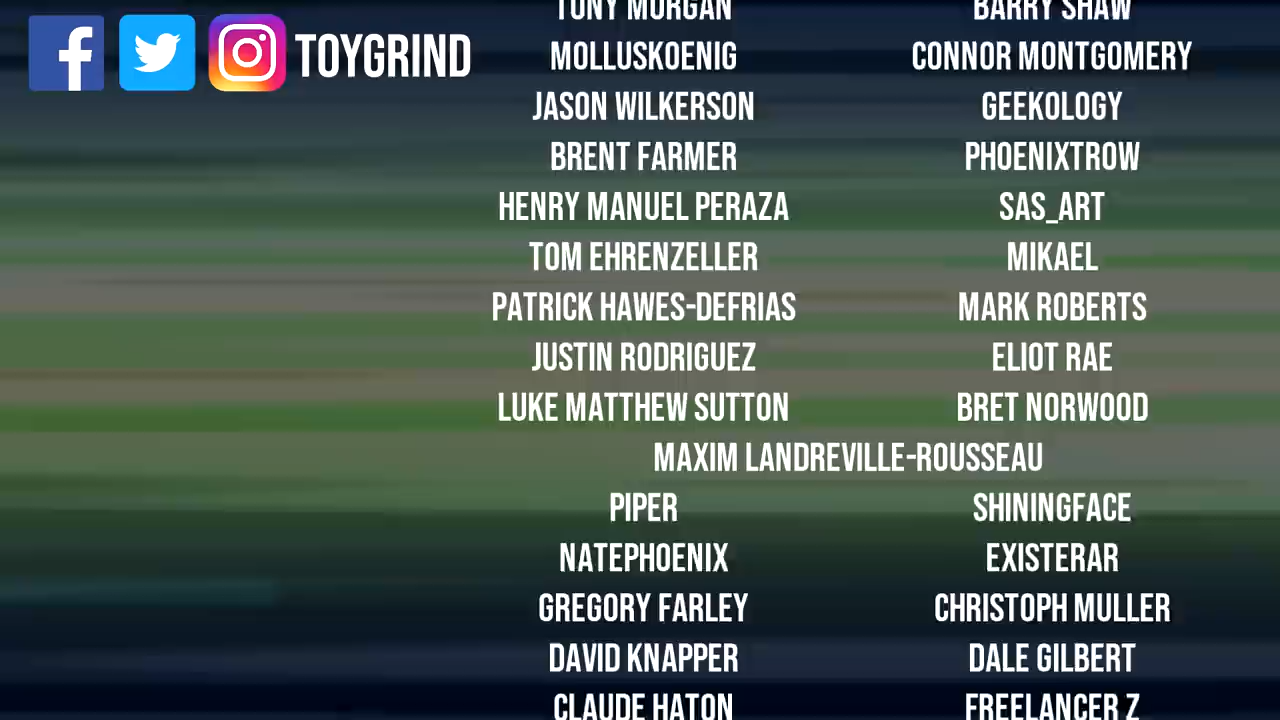 TOYGRIND
TONY MORGAN BARRY SHAW
MOLLUSKOENIG CONNOR MONTGOMERY
JASON WILKERSON GEEKOLOGY
BRENT FARMER PHOENIXTROW
HENRY MANUEL PERAZA SAS_ART
TOM EHRENZELLER MIKAEL
PATRICK HAWES-DEFRIAS MARK ROBERTS
JUSTIN RODRIGUEZ ELIOT RAE
LUKE MATTHEW SUTTON BRET NORWOOD
MAXIM LANDREVILLE-ROUSSEAU
PIPER SHININGFACE
NATEPHOENIX EXISTERAR
GREGORY FARLEY CHRISTOPH MULLER
DAVID KNAPPER DALE GILBERT
CLAUDE HATON FREELANCER Z